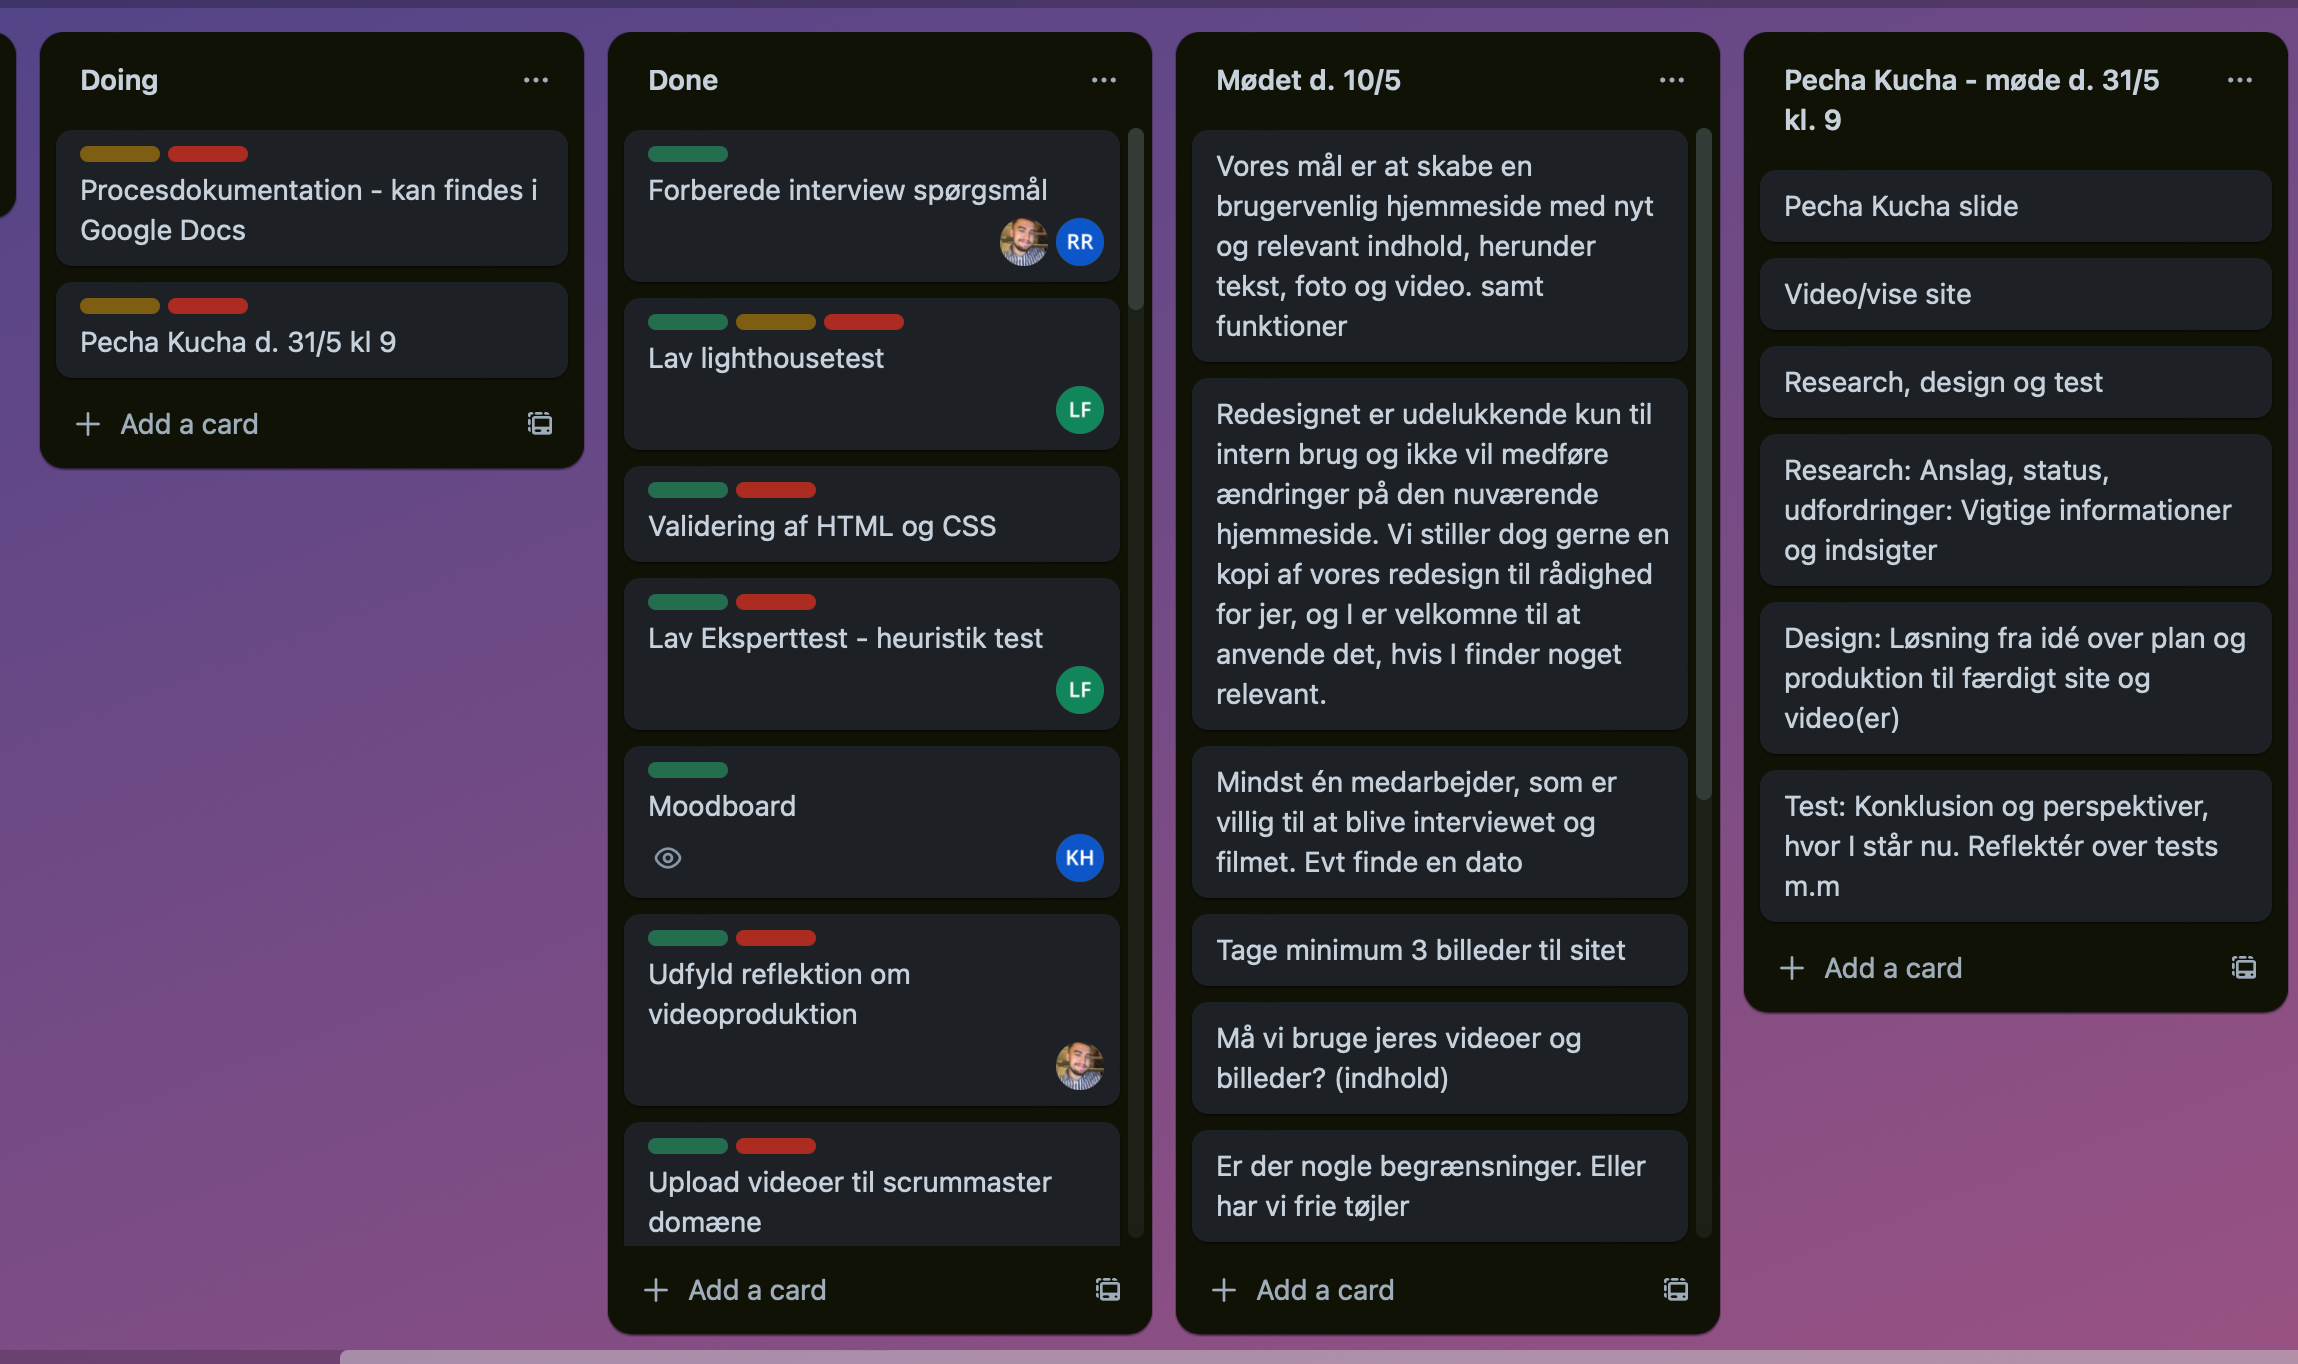 Doing
Procesdokumentation - kan findes i
Google Docs
Pecha Kucha d. 31/5 kl 9
Add a card
Done
Forberede interview spørgsmål
RR
Lav lighthousetest
LF
Validering af HTML og CSS
Lav Eksperttest - heuristik test
LF
Moodboard
KH
Udfyld reflektion om
videoproduktion
Upload videoer til scrummaster
domæne
Add a card
Mødet d. 10/5
Vores mål er at skabe en
brugervenlig hjemmeside med nyt
og relevant indhold, herunder
tekst, foto og video. samt
funktioner
Redesignet er udelukkende kun til
intern brug og ikke vil medføre
ændringer på den nuværende
hjemmeside. Vi stiller dog gerne en
kopi af vores redesign til rådighed
for jer, og I er velkomne til at
anvende det, hvis I finder noget
relevant.
Mindst én medarbejder, som er
villig til at blive interviewet og
filmet. Evt finde en dato
Tage minimum 3 billeder til sitet
Må vi bruge jeres videoer og
billeder? (indhold)
Er der nogle begrænsninger. Eller
har vi frie tøjler
Add a card
Pecha Kucha - møde d. 31/5
kl. 9
Pecha Kucha slide
Video/vise site
Research, design og test
Research: Anslag, status,
udfordringer: Vigtige informationer
og indsigter
Design: Løsning fra idé over plan og
produktion til færdigt site og
video(er)
Test: Konklusion og perspektiver,
hvor I står nu. Reflektér over tests
m.m
Add a card